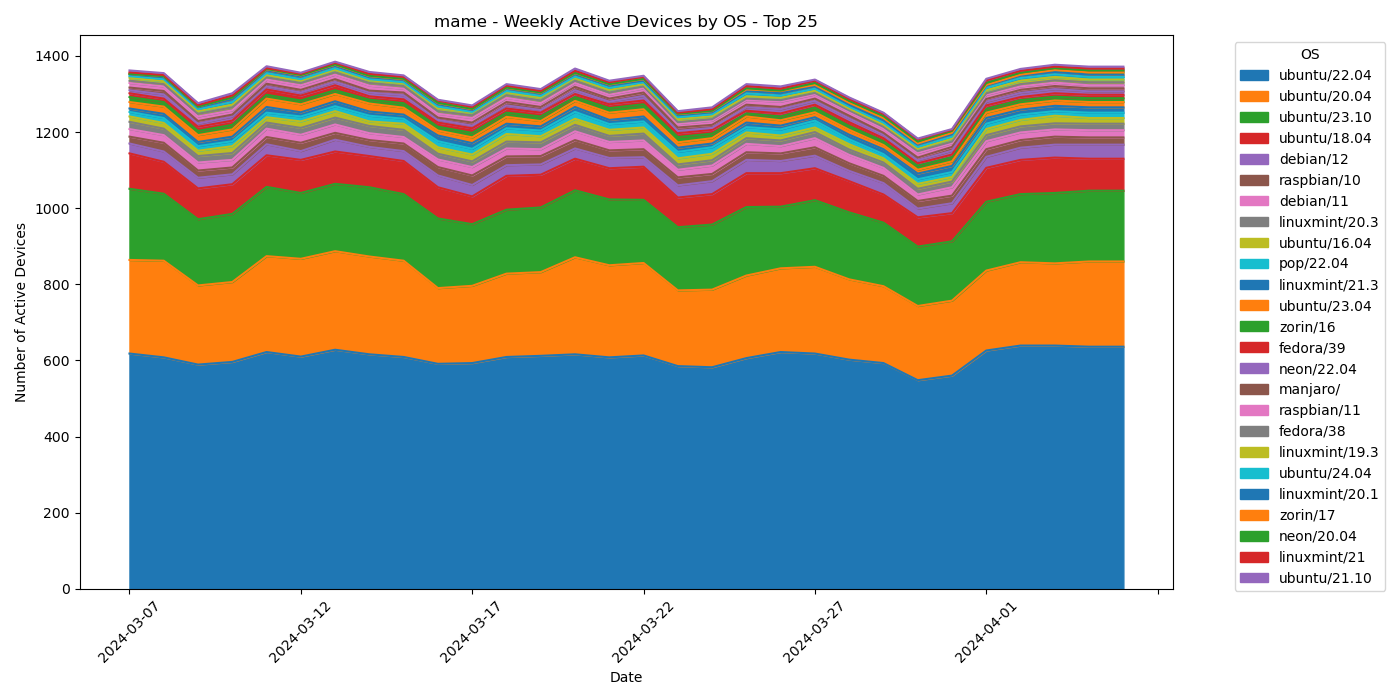 mame - Weekly Active Devices by OS - Top 25
Number of Active Devices
1400
1200
1000
800
600
400
200
0
2024-03-07
2024-03-12
2024-03-17
2024-03-22
2024-03-27
2024-04-01
Date
OS
ubuntu/22.04
ubuntu/20.04
ubuntu/23.10
ubuntu/18.04
debian/12
raspbian/10
debian/11
linuxmint/20.3
ubuntu/16.04
pop/22.04
linuxmint/21.3
ubuntu/23.04
zorin/16
fedora/39
neon/22.04
manjaro/
raspbian/11
fedora/38
linuxmint/19.3
ubuntu/24.04
linuxmint/20.1
zorin/17
neon/20.04
linuxmint/21
ubuntu/21.10